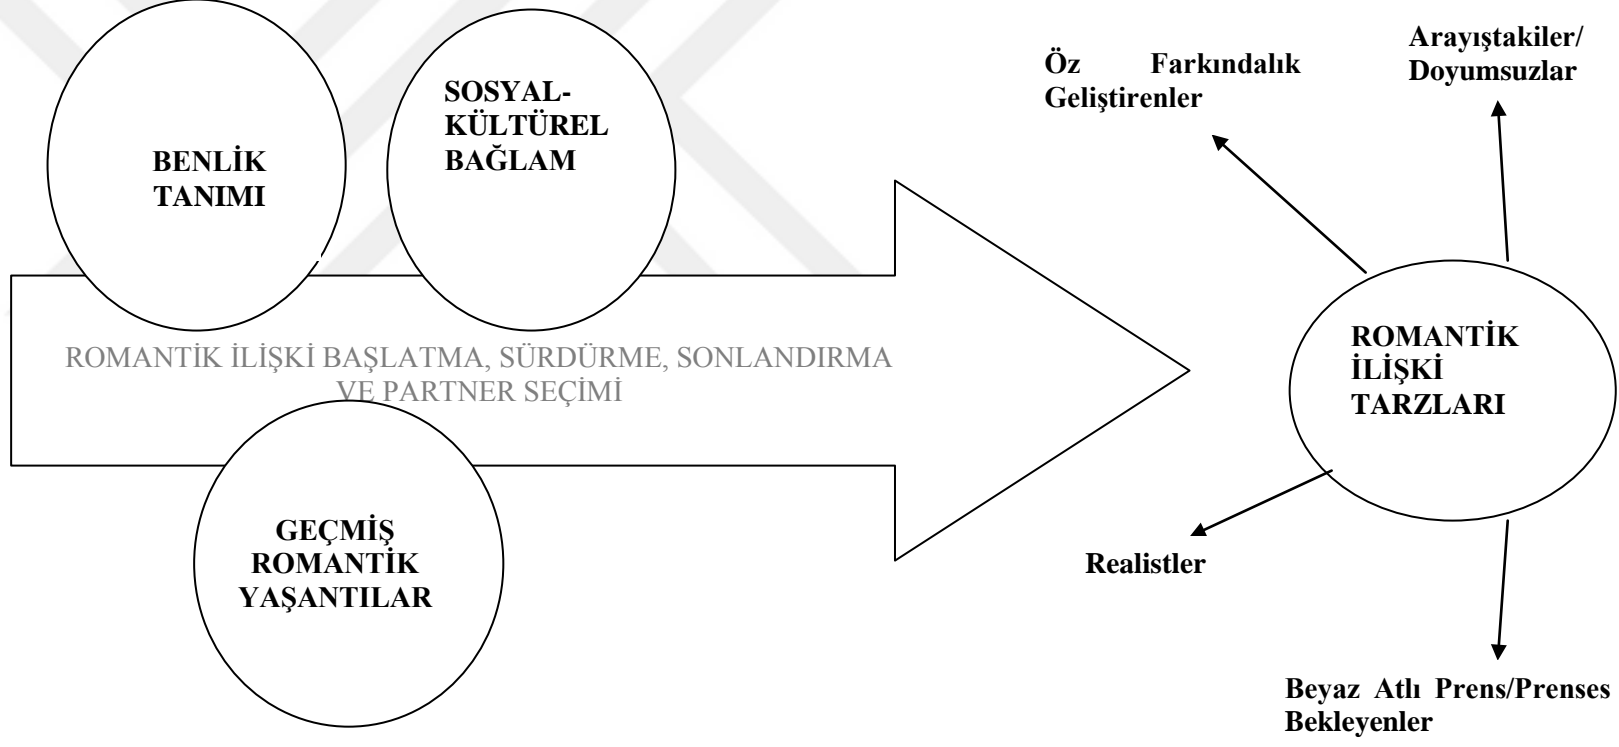 BENLİK
TANIMI
SOSYAL-
KÜLTÜREL
BAĞLAM
ROMANTİK İLİŞKİ BAŞLATMA, SÜRDÜRME, SONLANDIRMA
VE PARTNER SEÇİMİ
GEÇMİŞ
ROMANTİK
YAŞANTILAR
Öz Farkındalık
Geliştirenler
Arayıştakiler/
Doyumsuzlar
ROMANTİK
İLİŞKİ
TARZLARI
Realistler
Beyaz Atlı Prens/Prenses
Bekleyenler